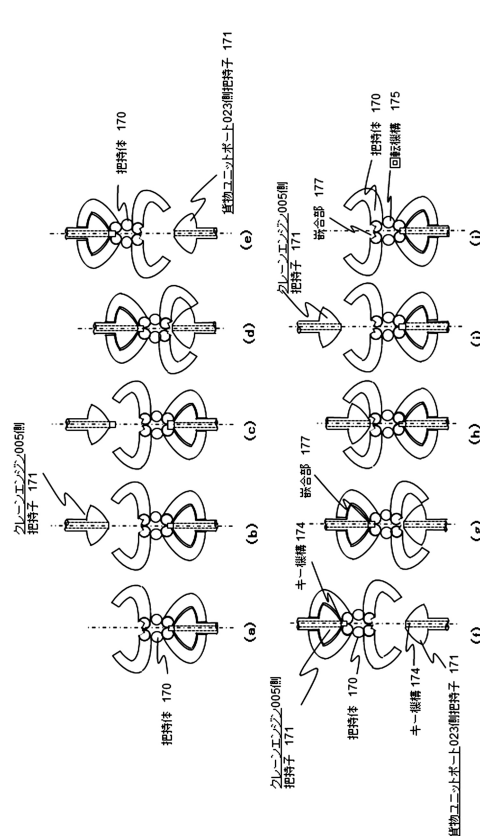 クレーンエンジン005側
把持子 171
把持体 170
貨物ユニットポート023側把持子 171
把持体 170
(a)
(b)
(c)
(d)
(e)
クレーンエンジン005側
把持子 171
把持体 170
キー機構 174
キー機構 174
貨物ユニットポート023側把持子 171
嵌合部 177
クレーンエンジン005側
把持子 171
嵌合部 177
把持体 170
回転機構 175
(f)
(g)
(h)
(i)
(j)